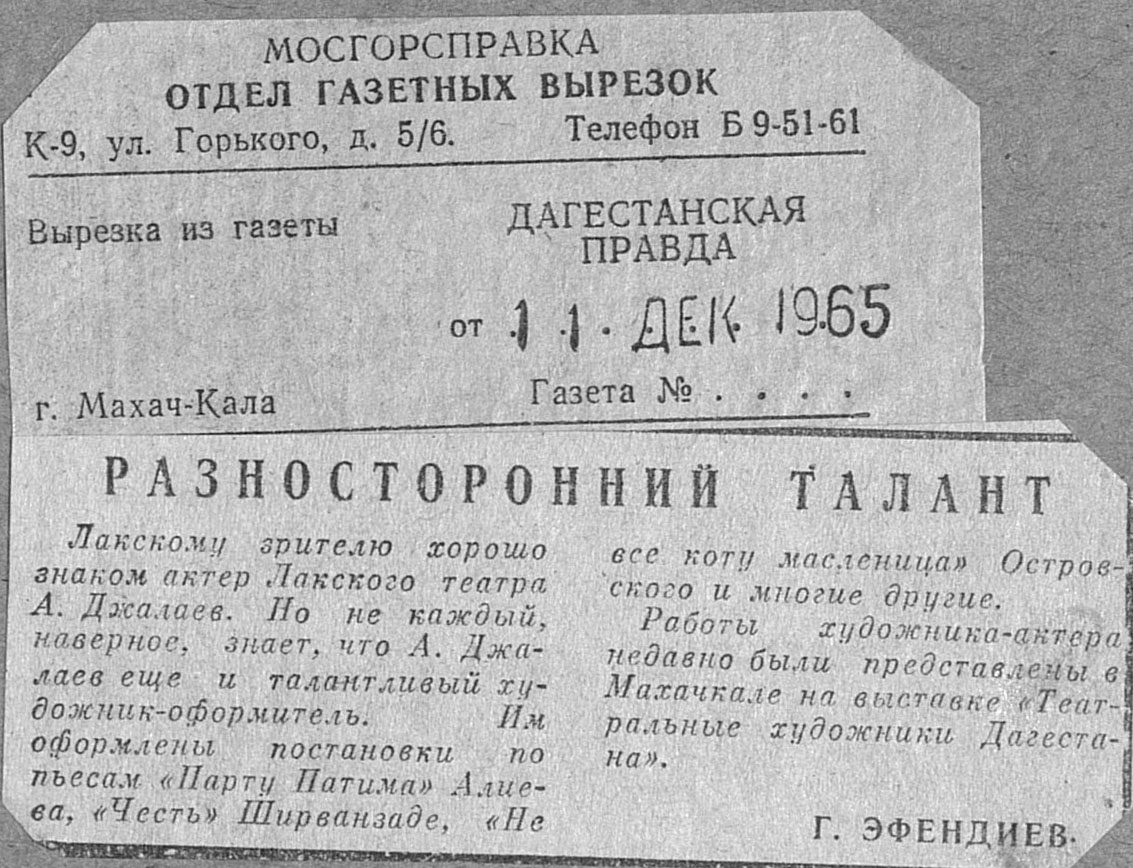 МОСГОРСПРАВКА
ОТДЕЛ ГАЗЕТНЫХ ВЫРЕЗОК
К-9, ул. Горького, д. 5/6. Телефон Б 9-51-61
Вырезка из газеты
ДАГЕСТАНСКАЯ
ПРАВДА
от 11. ДЕК 1965
г. Махач-Кала
Газета № . . . .
РАЗНОСТОРОННИЙ ТАЛАНТ
Лакскому зрителю хорошо
знаком актер Лакского театра
А. Джалаев. Но не каждый,
наверное, знает, что А. Джа-
лаев еще и талантливый ху-
дожник-оформитель. Им
оформлены постановки по
пьесам «Парту Патима» Алие-
ва, «Честь» Ширванзаде, «Не
все коту масленица» Остров-
ского и многие другие.
Работы художника-актера
недавно были представлены в
Махачкале на выставке «Теат-
ральные художники Дагеста-
на».
Г. ЭФЕНДИЕВ.